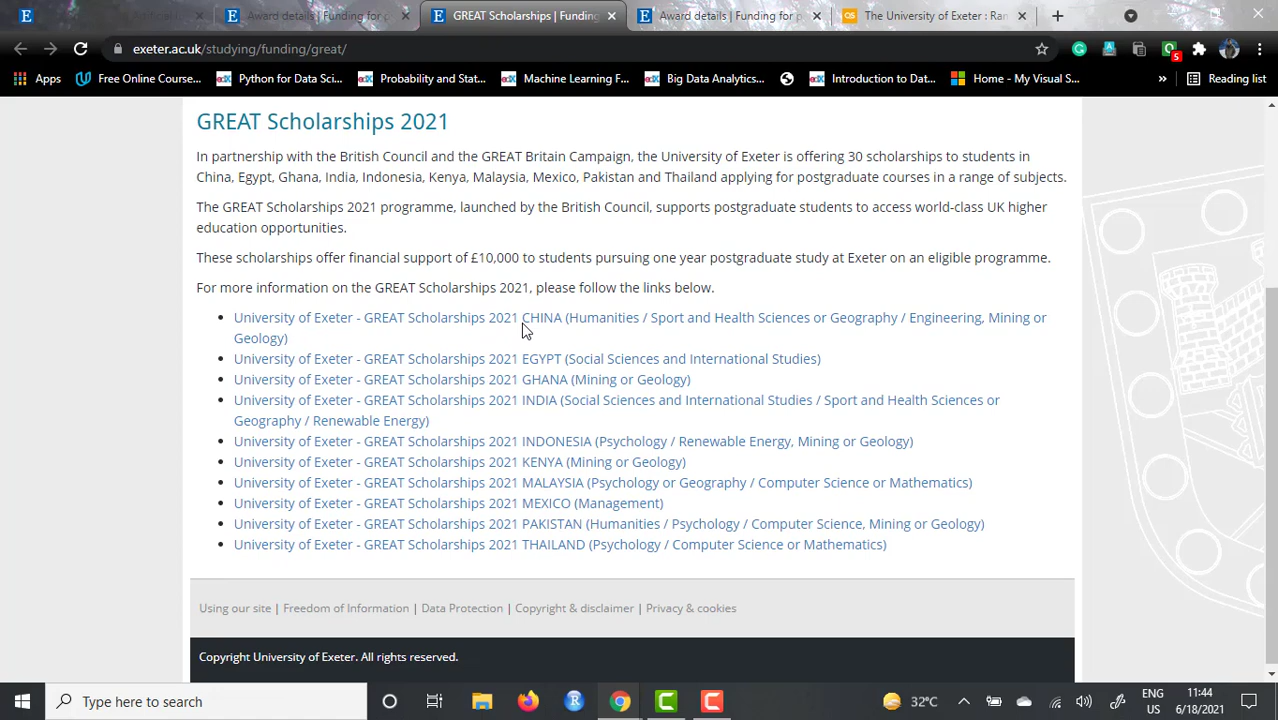 Award details | Funding for p
GREAT Scholarships | Funding
Award details | Funding for p
The University of Exeter : Ran
exeter.ac.uk/studying/funding/great/
5
Apps
Free Online Course...
Python for Data Sci...
Probability and Stat...
Machine Learning F...
Big Data Analytics...
Introduction to Dat...
Home - My Visual S...
»
Reading list
GREAT Scholarships 2021
In partnership with the British Council and the GREAT Britain Campaign, the University of Exeter is offering 30 scholarships to students in
China, Egypt, Ghana, India, Indonesia, Kenya, Malaysia, Mexico, Pakistan and Thailand applying for postgraduate courses in a range of subjects.
The GREAT Scholarships 2021 programme, launched by the British Council, supports postgraduate students to access world-class UK higher
education opportunities.
These scholarships offer financial support of £10,000 to students pursuing one year postgraduate study at Exeter on an eligible programme.
For more information on the GREAT Scholarships 2021, please follow the links below.
University of Exeter - GREAT Scholarships 2021 CHINA (Humanities / Sport and Health Sciences or Geography / Engineering, Mining or
Geology)
University of Exeter - GREAT Scholarships 2021 EGYPT (Social Sciences and International Studies)
University of Exeter - GREAT Scholarships 2021 GHANA (Mining or Geology)
University of Exeter - GREAT Scholarships 2021 INDIA (Social Sciences and International Studies / Sport and Health Sciences or
Geography / Renewable Energy)
University of Exeter - GREAT Scholarships 2021 INDONESIA (Psychology / Renewable Energy, Mining or Geology)
University of Exeter - GREAT Scholarships 2021 KENYA (Mining or Geology)
University of Exeter - GREAT Scholarships 2021 MALAYSIA (Psychology or Geography / Computer Science or Mathematics)
University of Exeter - GREAT Scholarships 2021 MEXICO (Management)
University of Exeter - GREAT Scholarships 2021 PAKISTAN (Humanities / Psychology / Computer Science, Mining or Geology)
University of Exeter - GREAT Scholarships 2021 THAILAND (Psychology / Computer Science or Mathematics)
Using our site | Freedom of Information | Data Protection | Copyright & disclaimer | Privacy & cookies
Copyright University of Exeter. All rights reserved.
Type here to search
32°C
ENG
US
11:44
6/18/2021